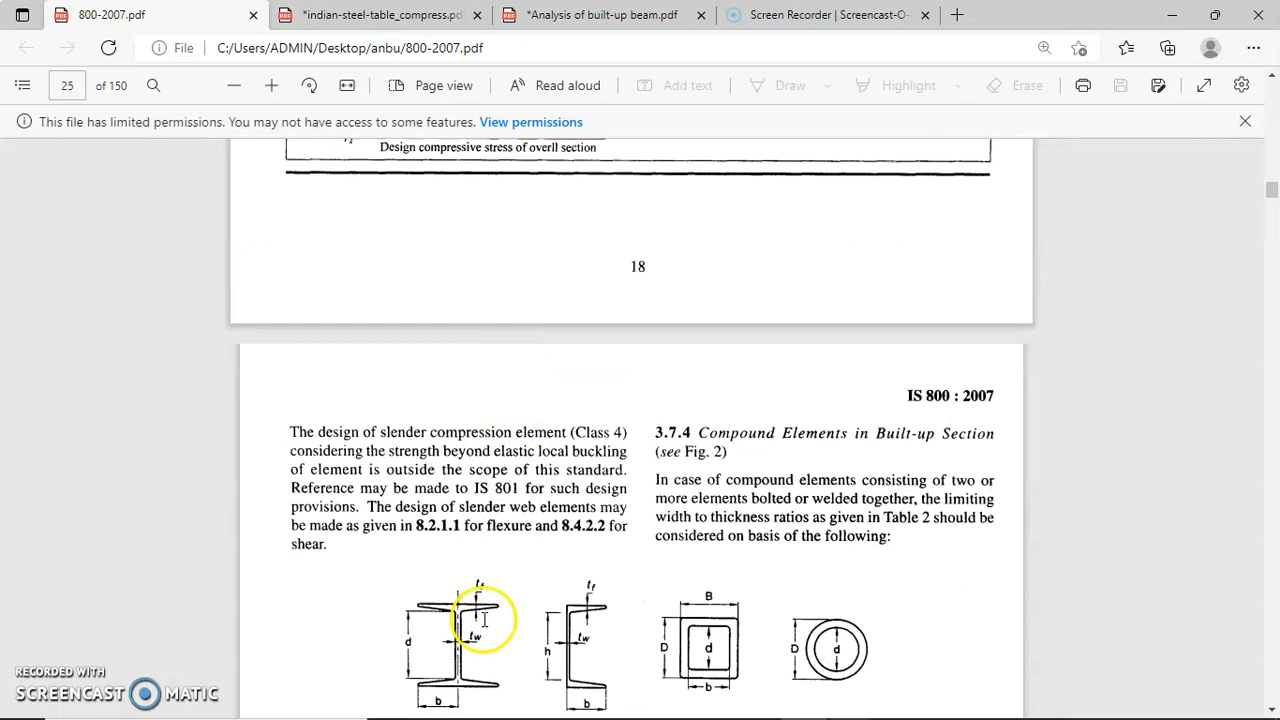 800-2007.pdf
*indian-steel-table_compress.pd
*Analysis of built-up beam.pdf
Screen Recorder | Screencast-O-
File
C:/Users/ADMIN/Desktop/anbu/800-2007.pdf
25
of 150
Page view
Read aloud
Add text
Draw
Highlight
Erase
This file has limited permissions. You may not have access to some features. View permissions
Design compressive stress of overll section
18
IS 800 : 2007
The design of slender compression element (Class 4)
considering the strength beyond elastic local buckling
of element is outside the scope of this standard.
Reference may be made to IS 801 for such design
provisions. The design of slender web elements may
be made as given in 8.2.1.1 for flexure and 8.4.2.2 for
shear.
3.7.4 Compound Elements in Built-up Section
(see Fig. 2)
In case of compound elements consisting of two or
more elements bolted or welded together, the limiting
width to thickness ratios as given in Table 2 should be
considered on basis of the following:
tf
d
tw
b
tf
h
tw
b
B
D
d
b
D
d
RECORDED WITH
SCREENCAST MATIC